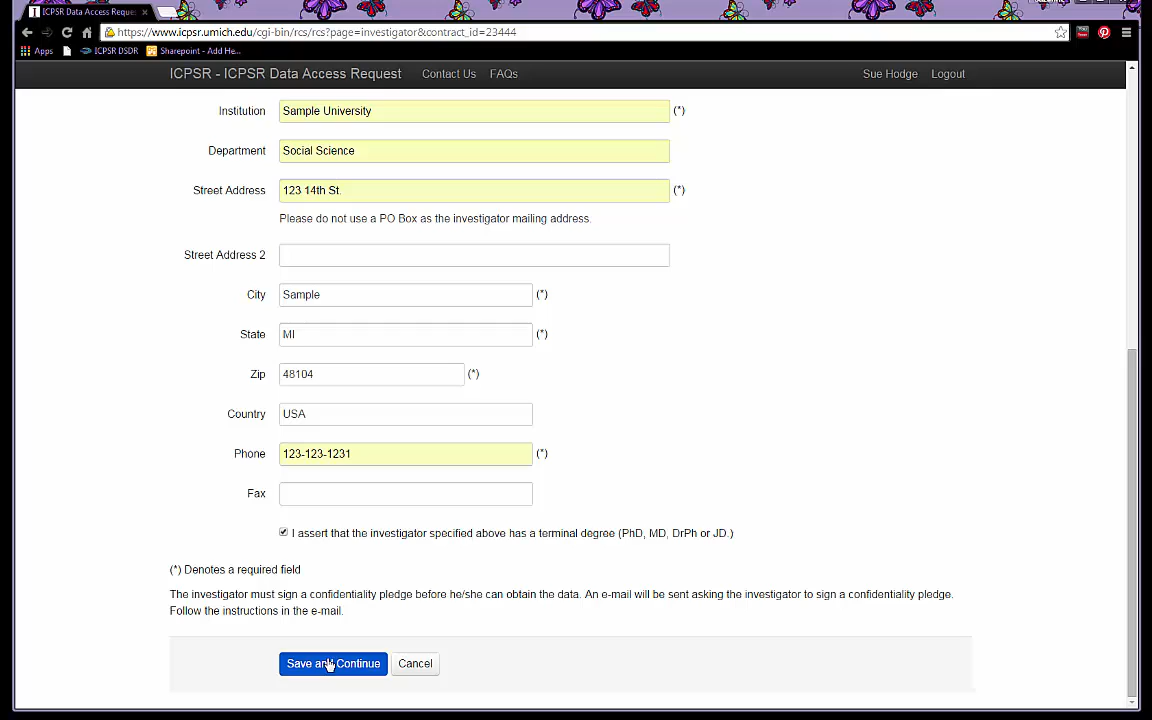 ICPSR Data Access Reque
https://www.icpsr.umich.edu/cgi-bin/rcs/rcs?page=investigator&contract_id=23444
Apps ICPSR DSDR Sharepoint - Add He...
ICPSR - ICPSR Data Access Request Contact Us FAQs Sue Hodge Logout
Institution Sample University (*)
Department Social Science
Street Address 123 14th St. (*)
Please do not use a PO Box as the investigator mailing address.
Street Address 2
City Sample (*)
State MI (*)
Zip 48104 (*)
Country USA
Phone 123-123-1231 (*)
Fax
I assert that the investigator specified above has a terminal degree (PhD, MD, DrPh or JD.)
(*) Denotes a required field
The investigator must sign a confidentiality pledge before he/she can obtain the data. An e-mail will be sent asking the investigator to sign a confidentiality pledge.
Follow the instructions in the e-mail.
Save and Continue Cancel